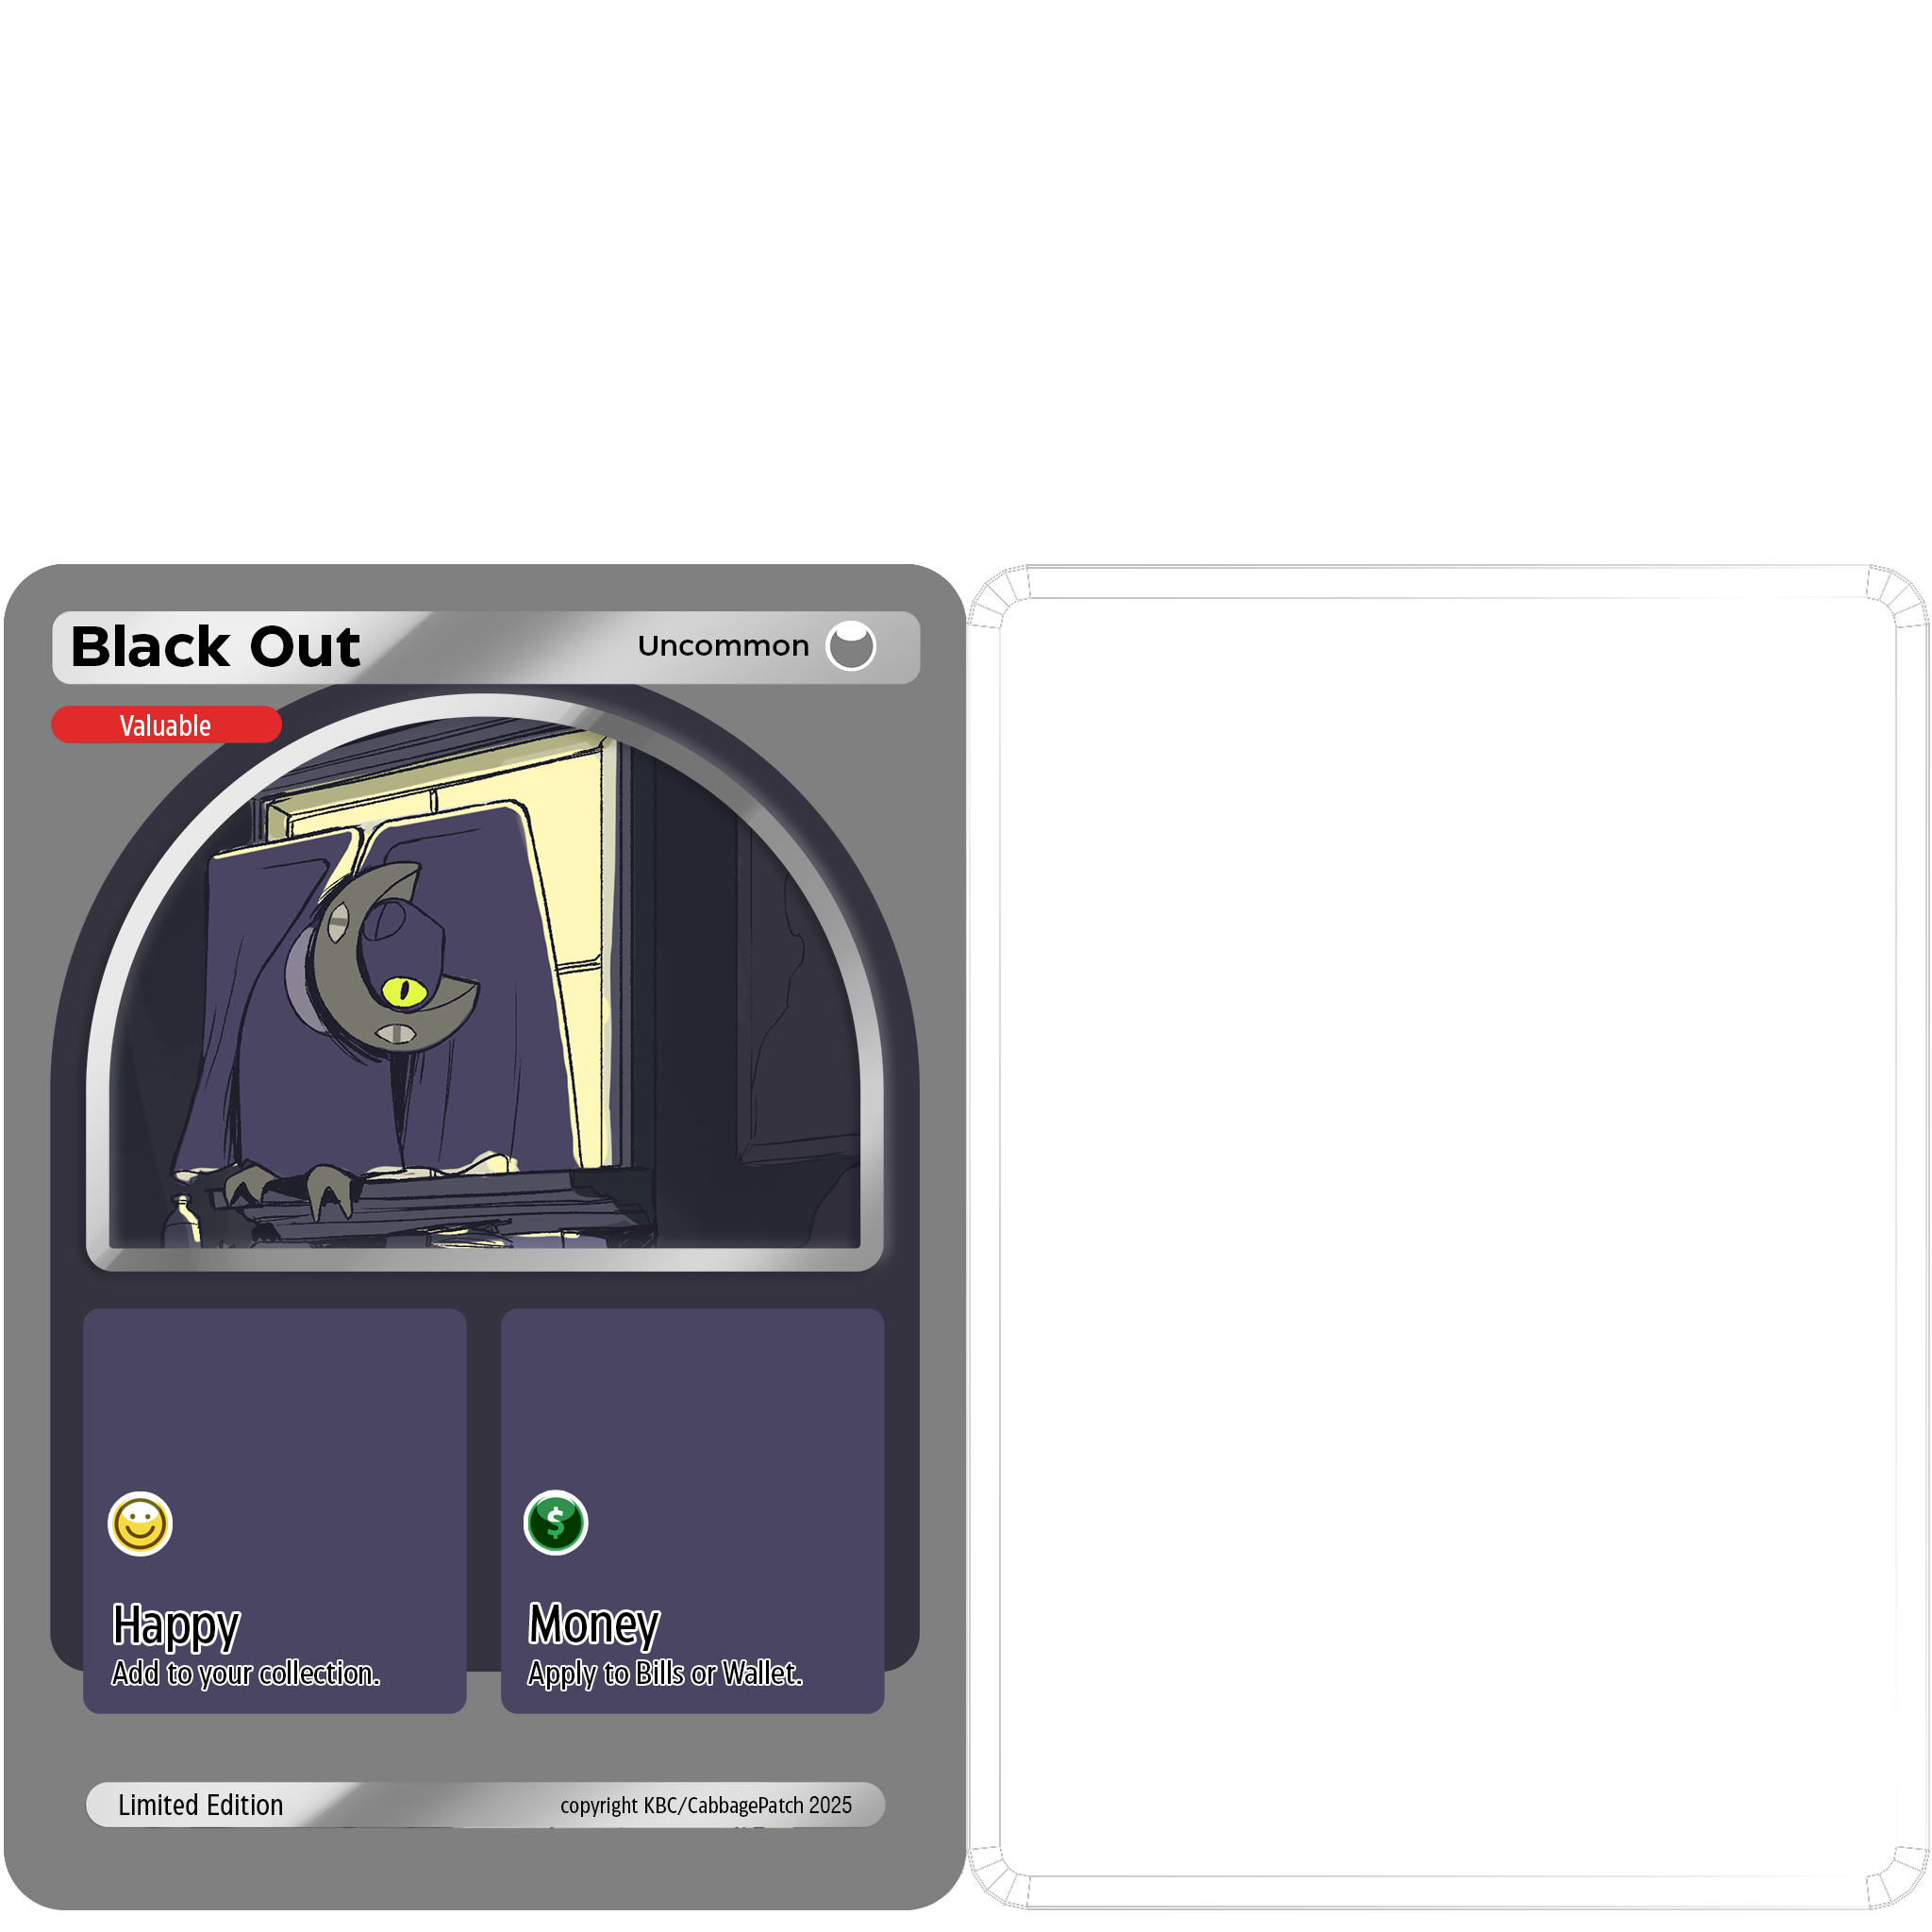 Black Out
Uncommon
Valuable
$
Happy
Add to your collection.
Money
Apply to Bills or Wallet.
Limited Edition
copyright KBC/CabbagePatch 2025